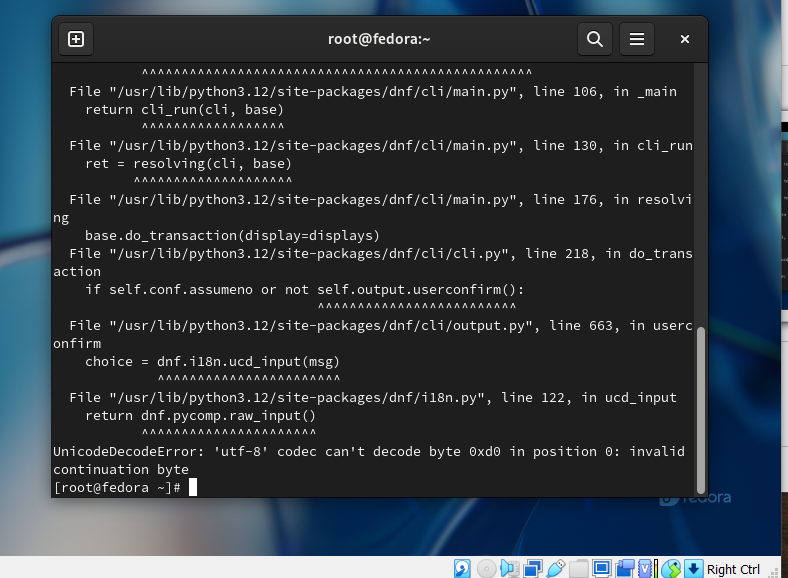 root@fedora:~
^^^^^^^^^^^^^^^^^^^^^^^^^^^^^^^^^^^^^^^^^^^^^^^^^
File "/usr/lib/python3.12/site-packages/dnf/cli/main.py", line 106, in _main
return cli_run(cli, base)
^^^^^^^^^^^^^^^^^^
File "/usr/lib/python3.12/site-packages/dnf/cli/main.py", line 130, in cli_run
ret = resolving(cli, base)
^^^^^^^^^^^^^^^^^^^^
File "/usr/lib/python3.12/site-packages/dnf/cli/main.py", line 176, in resolvi
ng
base.do_transaction(display=displays)
File "/usr/lib/python3.12/site-packages/dnf/cli/cli.py", line 218, in do_trans
action
if self.conf.assumeno or not self.output.userconfirm():
^^^^^^^^^^^^^^^^^^^^^^^^^
File "/usr/lib/python3.12/site-packages/dnf/cli/output.py", line 663, in userc
onfirm
choice = dnf.i18n.ucd_input(msg)
^^^^^^^^^^^^^^^^^^^^^^^
File "/usr/lib/python3.12/site-packages/dnf/i18n.py", line 122, in ucd_input
return dnf.pycomp.raw_input()
^^^^^^^^^^^^^^^^^^^^^^
UnicodeDecodeError: 'utf-8' codec can't decode byte 0xd0 in position 0: invalid
continuation byte
[root@fedora ~]#
fedora
Right Ctrl